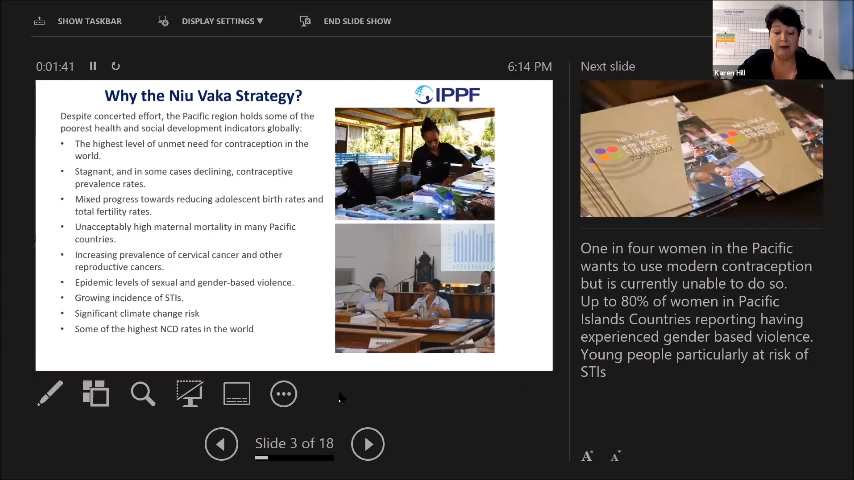 SHOW TASKBAR
DISPLAY SETTINGS ▼
END SLIDE SHOW
Karen Hill
0:01:41
6:14 PM
Next slide
Why the Niu Vaka Strategy?
IPPF
Despite concerted effort, the Pacific region holds some of the
poorest health and social development indicators globally:
• The highest level of unmet need for contraception in the
world.
• Stagnant, and in some cases declining, contraceptive
prevalence rates.
• Mixed progress towards reducing adolescent birth rates and
total fertility rates.
• Unacceptably high maternal mortality in many Pacific
countries.
• Increasing prevalence of cervical cancer and other
reproductive cancers.
• Epidemic levels of sexual and gender-based violence.
• Growing incidence of STIs.
• Significant climate change risk
• Some of the highest NCD rates in the world
NIU VAKA
IPPF PACIFIC
STRATEGY
2019-2022
One in four women in the Pacific
wants to use modern contraception
but is currently unable to do so.
Up to 80% of women in Pacific
Islands Countries reporting having
experienced gender based violence.
Young people particularly at risk of
STIs
Slide 3 of 18
A A